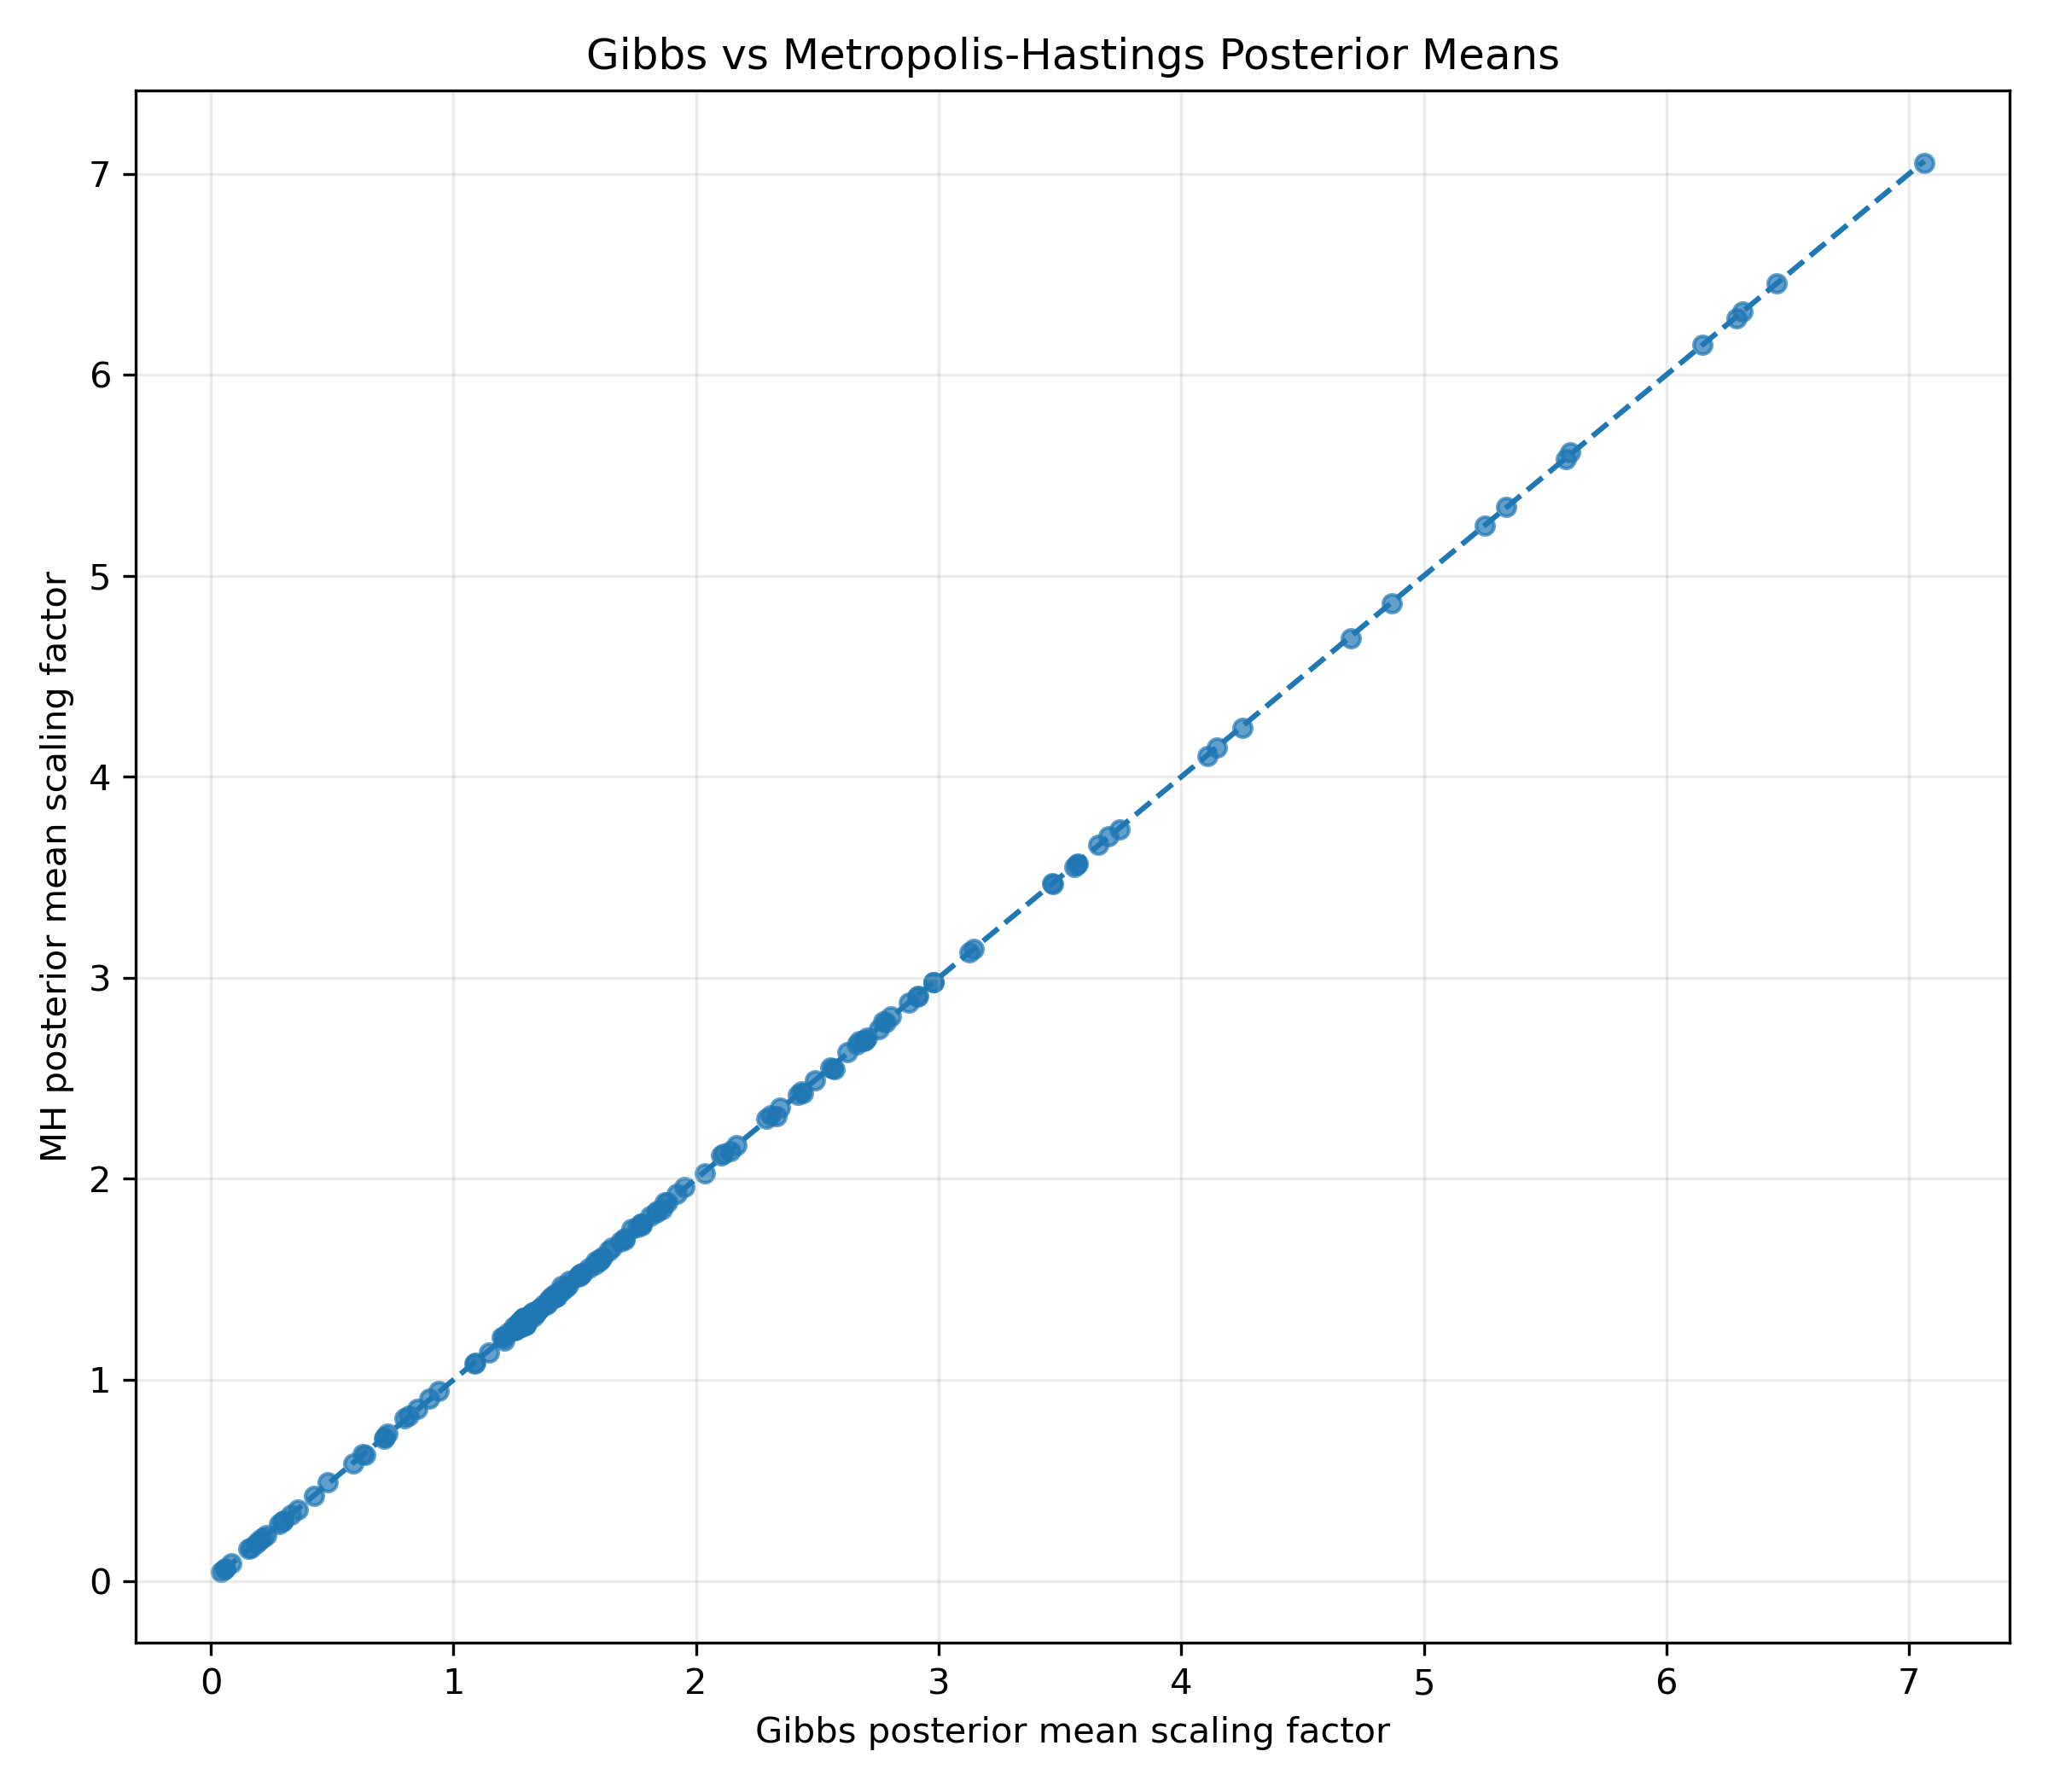 Gibbs vs Metropolis-Hastings Posterior Means
MH posterior mean scaling factor
7
6
5
4
3
2
1
0
0 1 2 3 4 5 6 7
Gibbs posterior mean scaling factor